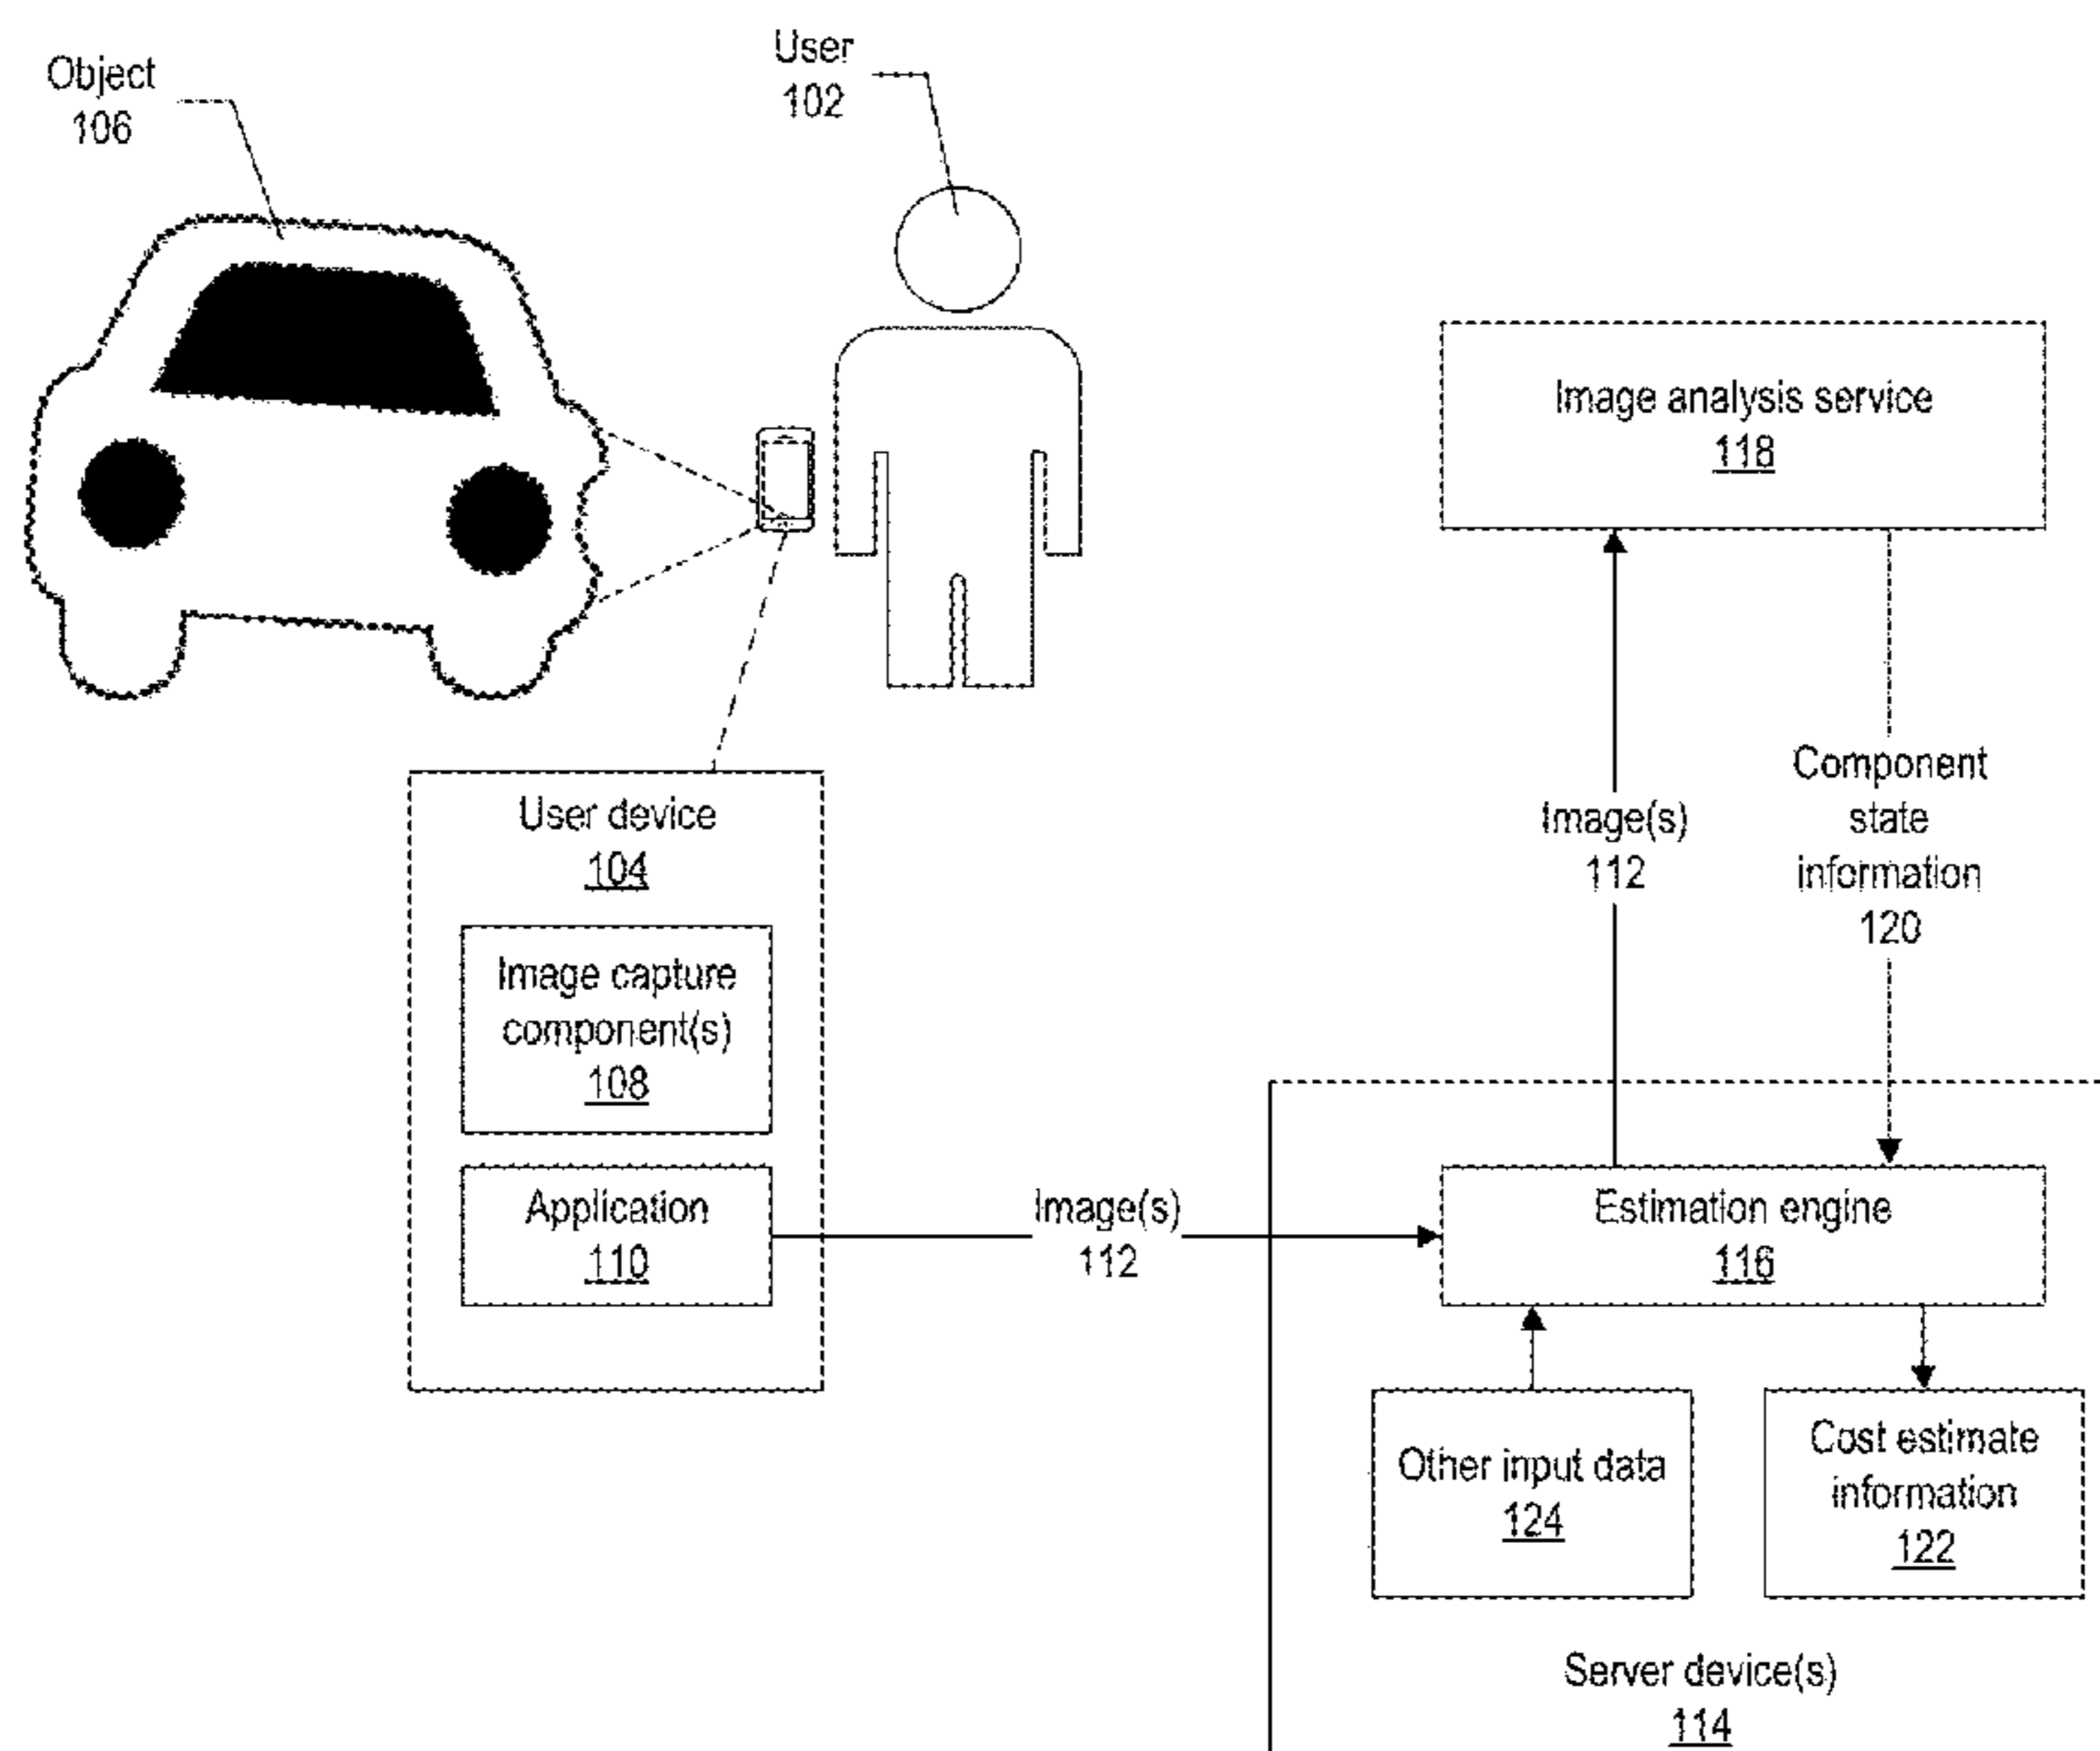 Object
106
User
102
Image analysis service
118
User device
104
Image capture
component(s)
108
Application
110
Image(s)
112
Image(s)
112
Component
state
information
120
Estimation engine
116
Other input data
124
Cost estimate
information
122
Server device(s)
114